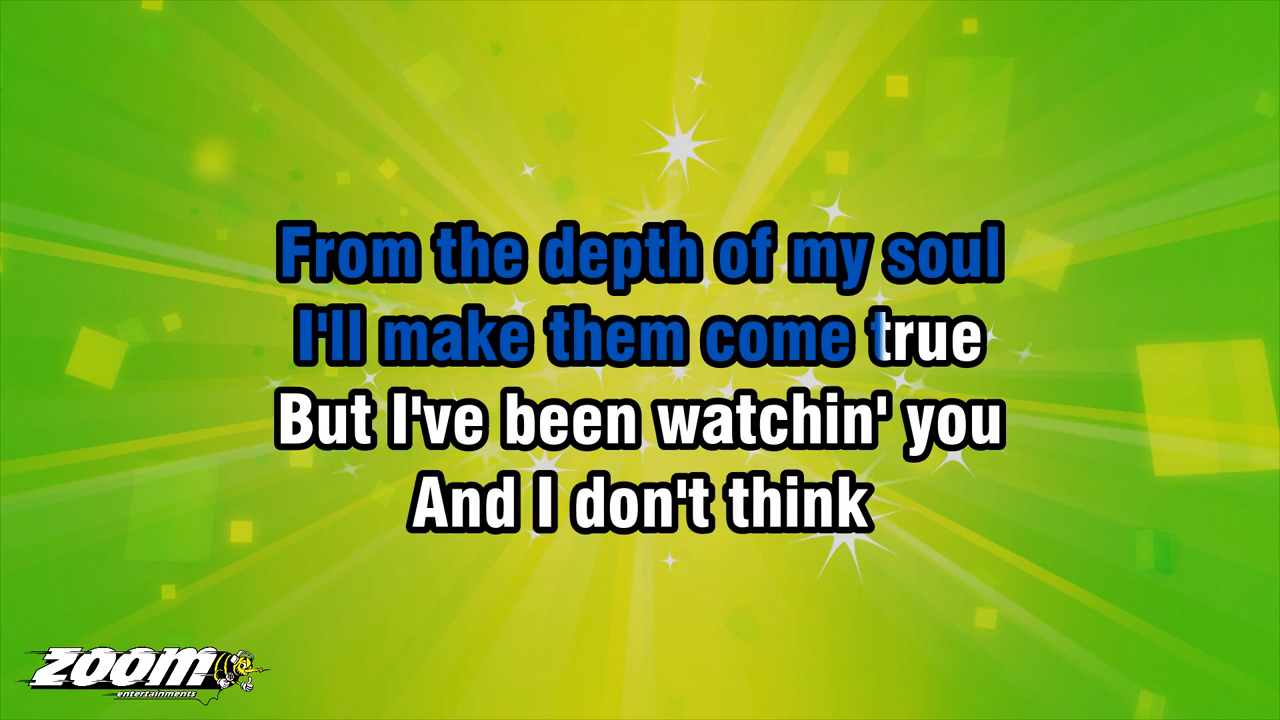 From the depth of my soul
I'll make them come true
But I've been watchin' you
And I don't think
ZOOM
entertainments